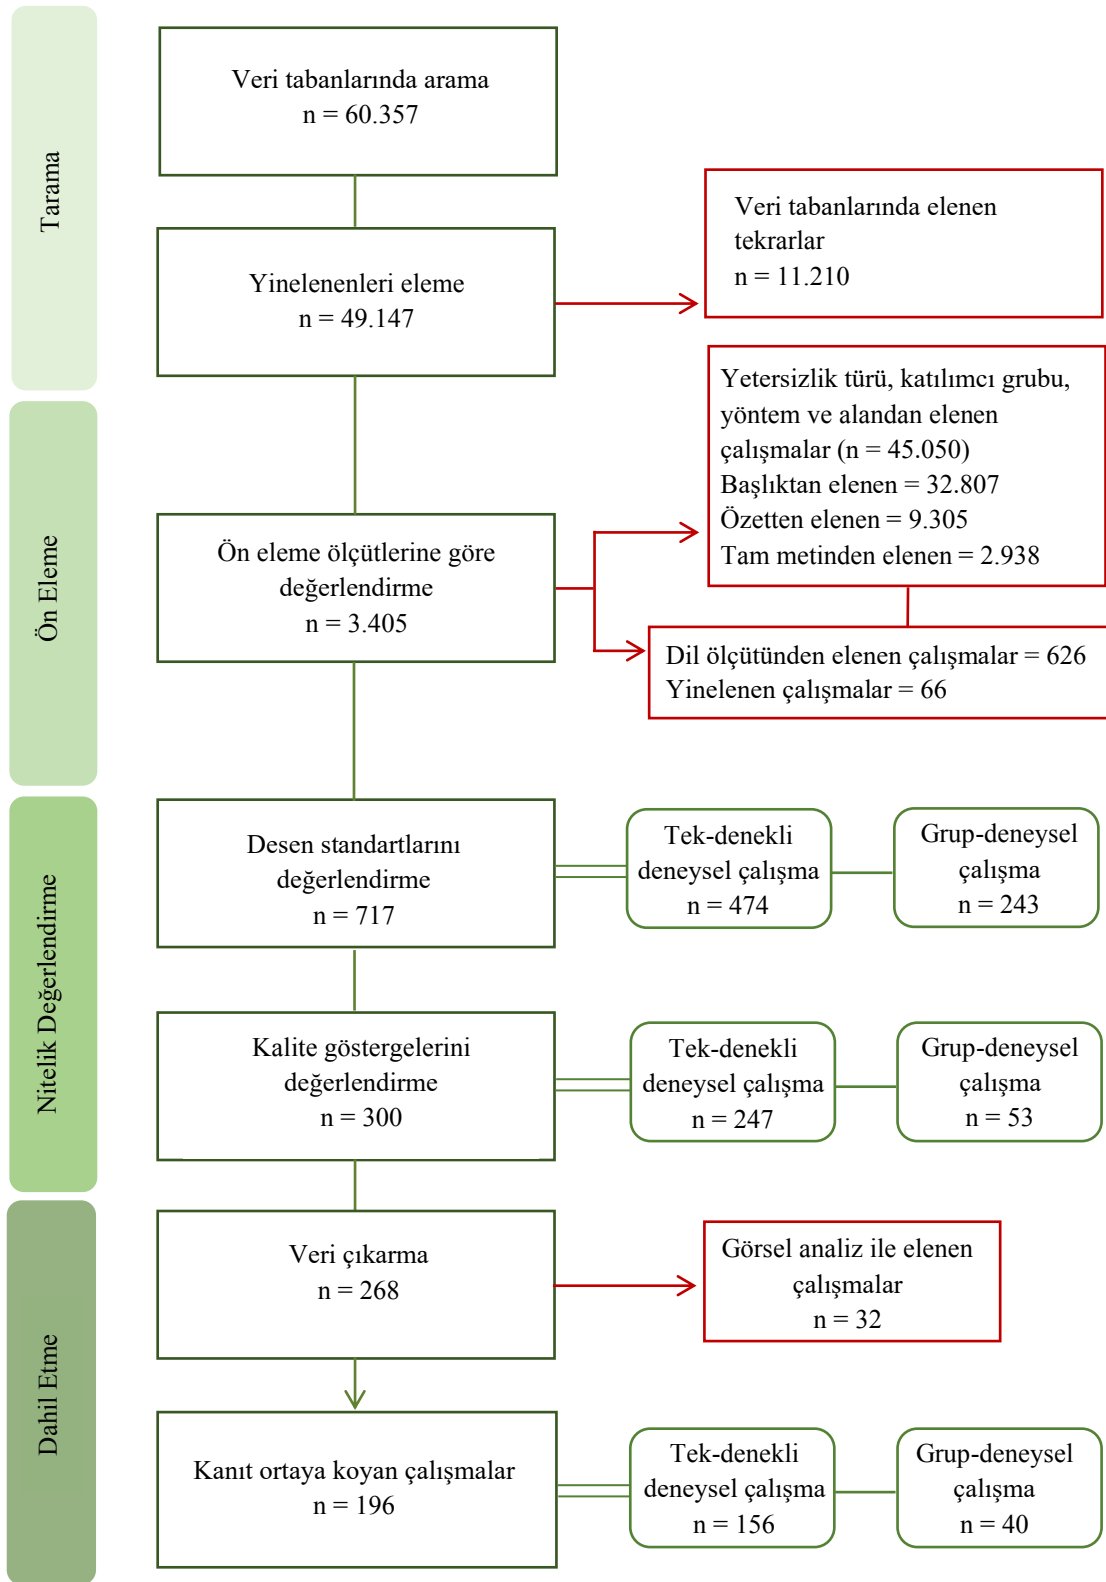 Tarama
Veri tabanlarında arama
n = 60.357
Veri tabanlarında elenen
tekrarlar
n = 11.210
Yinelenenleri eleme
n = 49.147
Ön Eleme
Yetersizlik türü, katılımcı grubu,
yöntem ve alandan elenen
çalışmalar (n = 45.050)
Başlıktan elenen = 32.807
Özetten elenen = 9.305
Tam metinden elenen = 2.938
Ön eleme ölçütlerine göre
değerlendirme
n = 3.405
Dil ölçütünden elenen çalışmalar = 626
Yinelenen çalışmalar = 66
Nitelik Değerlendirme
Desen standartlarını
değerlendirme
n = 717
Tek-denekli
deneysel çalışma
n = 474
Grup-deneysel
çalışma
n = 243
Kalite göstergelerini
değerlendirme
n = 300
Tek-denekli
deneysel çalışma
n = 247
Grup-deneysel
çalışma
n = 53
Dahil Etme
Veri çıkarma
n = 268
Görsel analiz ile elenen
çalışmalar
n = 32
Kanıt ortaya koyan çalışmalar
n = 196
Tek-denekli
deneysel çalışma
n = 156
Grup-deneysel
çalışma
n = 40